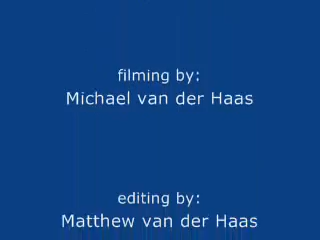 filming by:
Michael van der Haas
editing by:
Matthew van der Haas